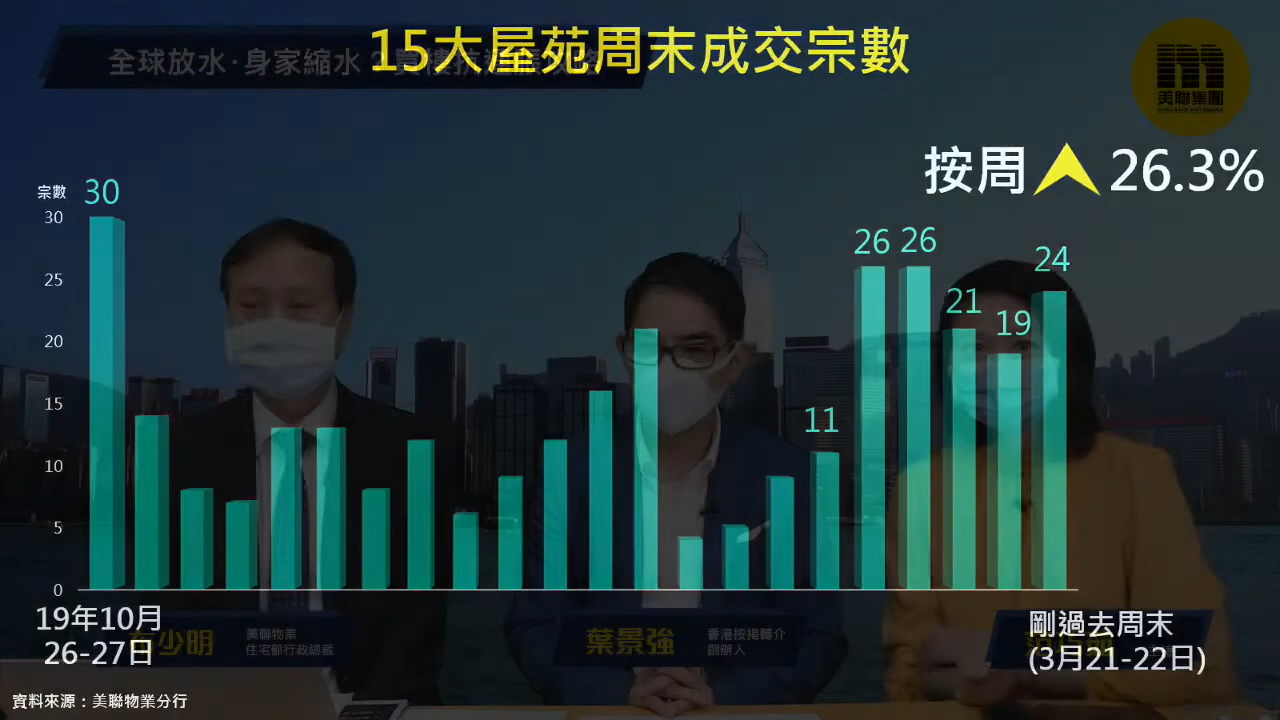 15大屋苑周末成交宗數
全球放水·身家縮水
美聯集團
按周 26.3%
宗數
30
30
25
20
15
10
5
0
11
26
26
21
19
24
19年10月
26-27日
剛過去周末
(3月21-22日)
少明
美聯物業
住宅部行政總裁
葉景強
香港按揭轉介
創辦人
資料來源：美聯物業分行